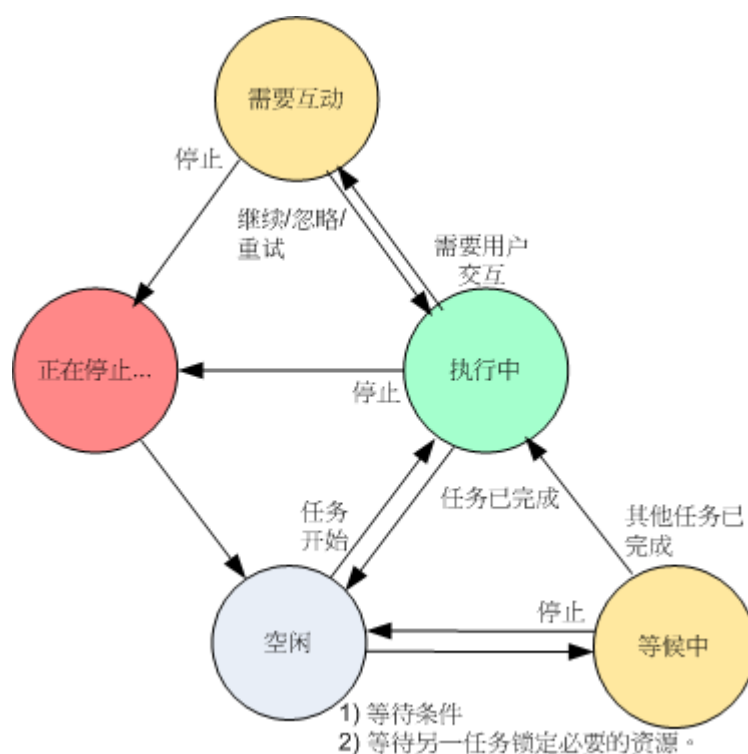 需要互动
停止
继续/忽略/
重试
需要用户
交互
正在停止...
执行中
停止
任务
开始
任务已完成
其他任务已
完成
空闲
停止
等候中
1) 等待条件
2) 等待另一任务锁定必要的资源。